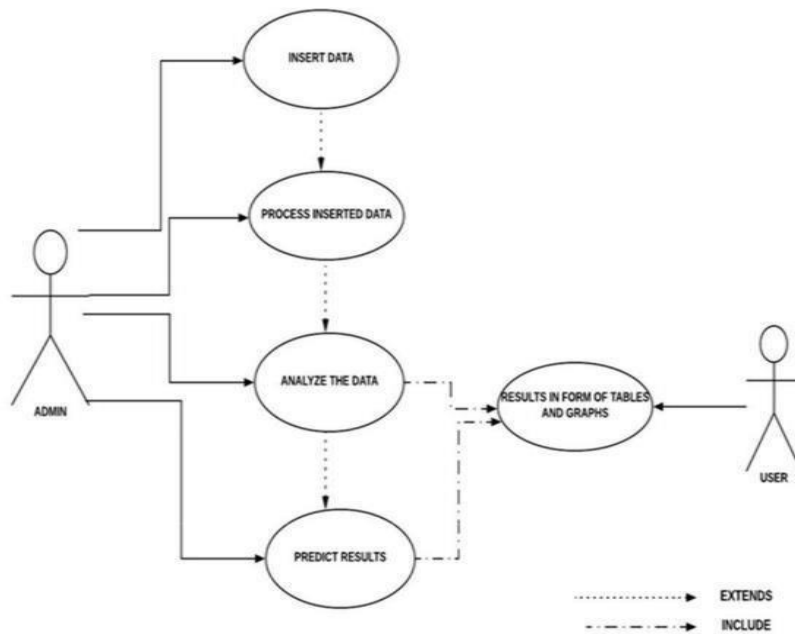 INSERT DATA
PROCESS INSERTED DATA
ANALYZE THE DATA
ADMIN
RESULTS IN FORM OF TABLES
AND GRAPHS
USER
PREDICT RESULTS
EXTENDS
INCLUDE